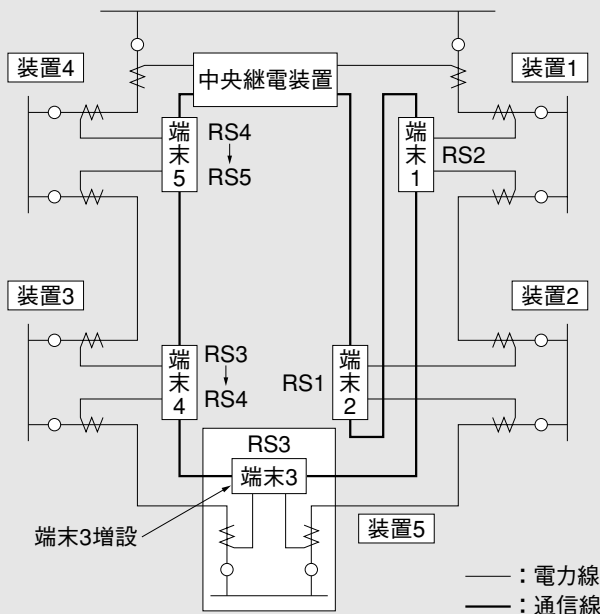 装置4
中央継電装置
装置1
端末5
RS4
RS5
端末1
RS2
装置3
装置2
端末4
RS3
RS4
RS1
端末2
RS3
端末3
端末3増設
装置5
：電力線
：通信線